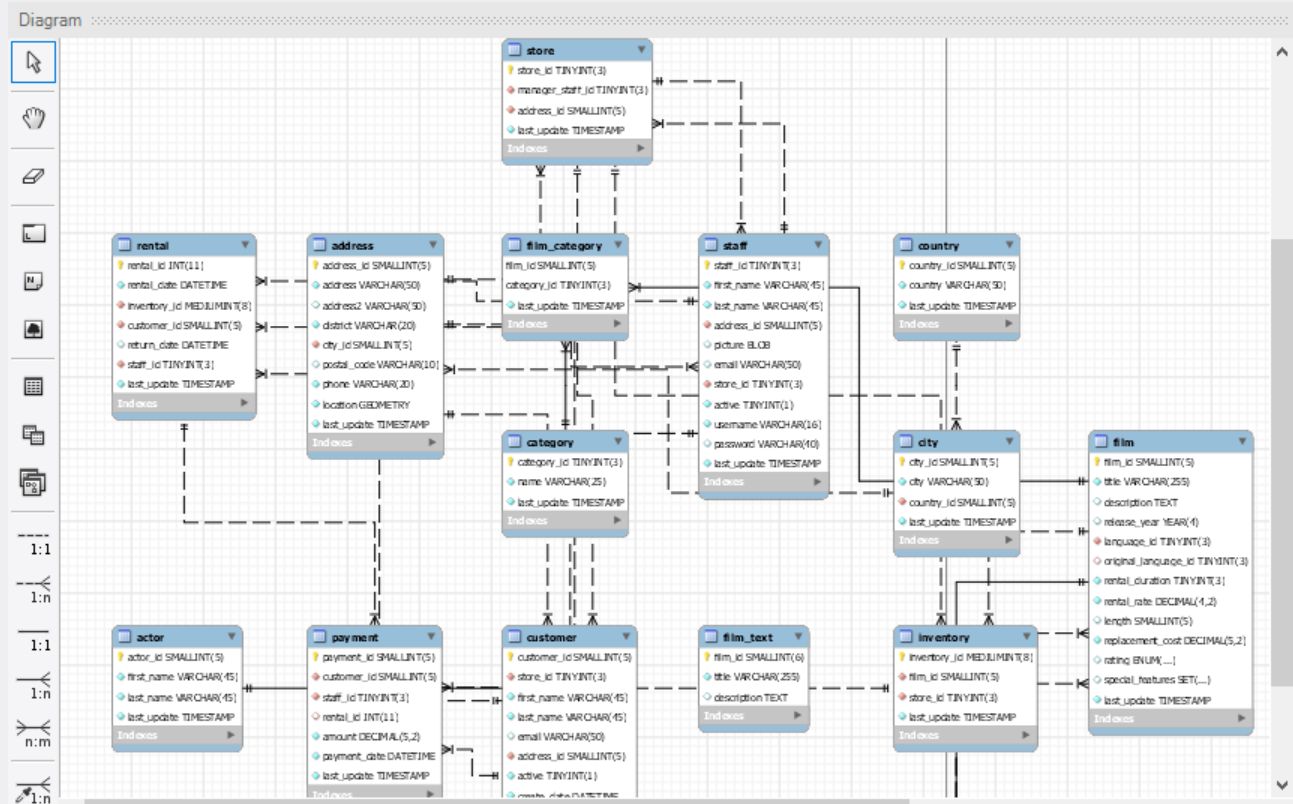 Diagram
store
store_id TINYINT(3)
manager_staff_id TINYINT(3)
address_id SMALLINT(5)
last_update TIMESTAMP
Indexes
rental
rental_id INT(11)
rental_date DATETIME
inventory_id MEDIUMINT(8)
customer_id SMALLINT(5)
return_date DATETIME
staff_id TINYINT(3)
last_update TIMESTAMP
Indexes
address
address_id SMALLINT(5)
address VARCHAR(50)
address2 VARCHAR(50)
district VARCHAR(20)
city_id SMALLINT(5)
postal_code VARCHAR(10)
phone VARCHAR(20)
location GEOMETRY
last_update TIMESTAMP
Indexes
film_category
film_id SMALLINT(5)
category_id TINYINT(3)
last_update TIMESTAMP
Indexes
staff
staff_id TINYINT(3)
first_name VARCHAR(45)
last_name VARCHAR(45)
address_id SMALLINT(5)
picture BLOB
email VARCHAR(50)
store_id TINYINT(3)
active TINYINT(1)
username VARCHAR(16)
password VARCHAR(40)
last_update TIMESTAMP
Indexes
country
country_id SMALLINT(5)
country VARCHAR(50)
last_update TIMESTAMP
Indexes
category
category_id TINYINT(3)
name VARCHAR(25)
last_update TIMESTAMP
Indexes
city
city_id SMALLINT(5)
city VARCHAR(50)
country_id SMALLINT(5)
last_update TIMESTAMP
Indexes
film
film_id SMALLINT(5)
title VARCHAR(255)
description TEXT
release_year YEAR(4)
language_id TINYINT(3)
original_language_id TINYINT(3)
rental_duration TINYINT(3)
rental_rate DECIMAL(4,2)
length SMALLINT(5)
replacement_cost DECIMAL(5,2)
rating ENUM(...)
special_features SET(...)
last_update TIMESTAMP
Indexes
actor
actor_id SMALLINT(5)
first_name VARCHAR(45)
last_name VARCHAR(45)
last_update TIMESTAMP
Indexes
payment
payment_id SMALLINT(5)
customer_id SMALLINT(5)
staff_id TINYINT(3)
rental_id INT(11)
amount DECIMAL(5,2)
payment_date DATETIME
last_update TIMESTAMP
Indexes
customer
customer_id SMALLINT(5)
store_id TINYINT(3)
first_name VARCHAR(45)
last_name VARCHAR(45)
email VARCHAR(50)
address_id SMALLINT(5)
active TINYINT(1)
create_date DATETIME
film_text
film_id SMALLINT(6)
title VARCHAR(255)
description TEXT
Indexes
inventory
inventory_id MEDIUMINT(8)
film_id SMALLINT(5)
store_id TINYINT(3)
last_update TIMESTAMP
Indexes
N
1:1
1:n
1:1
1:n
n:m
1:n